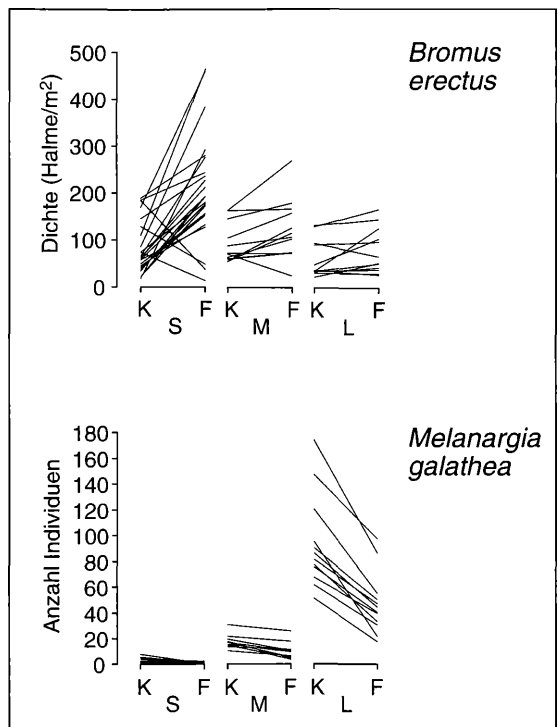 Bromus
erectus
Dichte (Halme/m²)
500
400
300
200
100
0
K F K F K F
S M L
Melanargia
galathea
Anzahl Individuen
180
160
140
120
100
80
60
40
20
0
K F K F K F
S M L